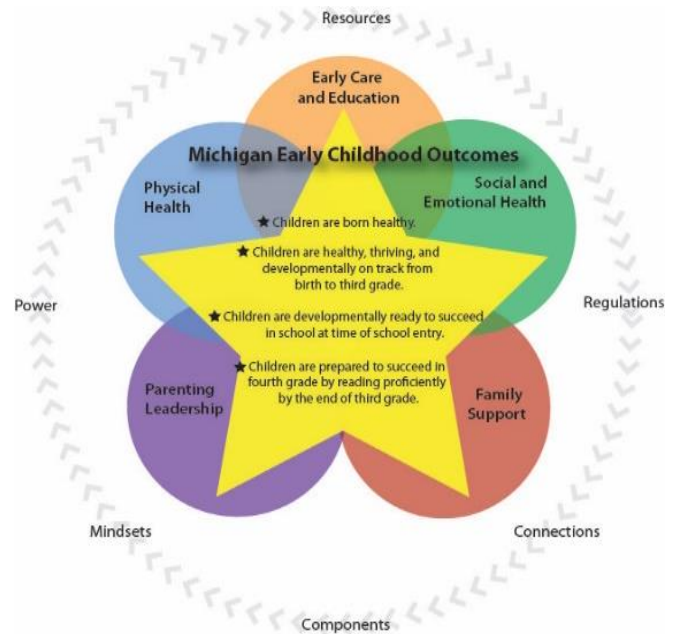 Resources
Early Care
and Education
Michigan Early Childhood Outcomes
Physical
Health
Social and
Emotional Health
★ Children are born healthy.
★ Children are healthy, thriving, and
developmentally on track from
birth to third grade.
Power
Regulations
★ Children are developmentally ready to succeed
in school at time of school entry.
★ Children are prepared to succeed in
fourth grade by reading proficiently
by the end of third grade.
Parenting
Leadership
Family
Support
Mindsets
Connections
Components